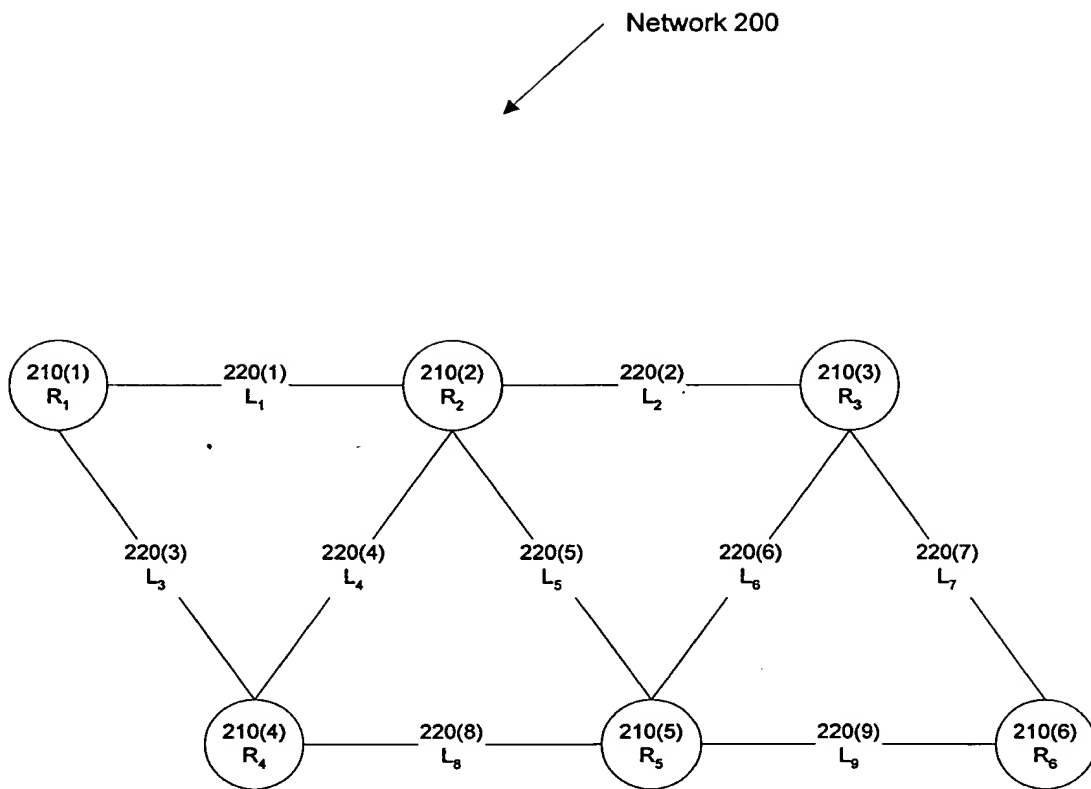 Network 200
210(1)
R₁
220(1)
L₁
210(2)
R₂
220(2)
L₂
210(3)
R₃
220(3)
L₃
220(4)
L₄
220(5)
L₅
220(6)
L₆
220(7)
L₇
210(4)
R₄
220(8)
L₈
210(5)
R₅
220(9)
L₉
210(6)
R₆